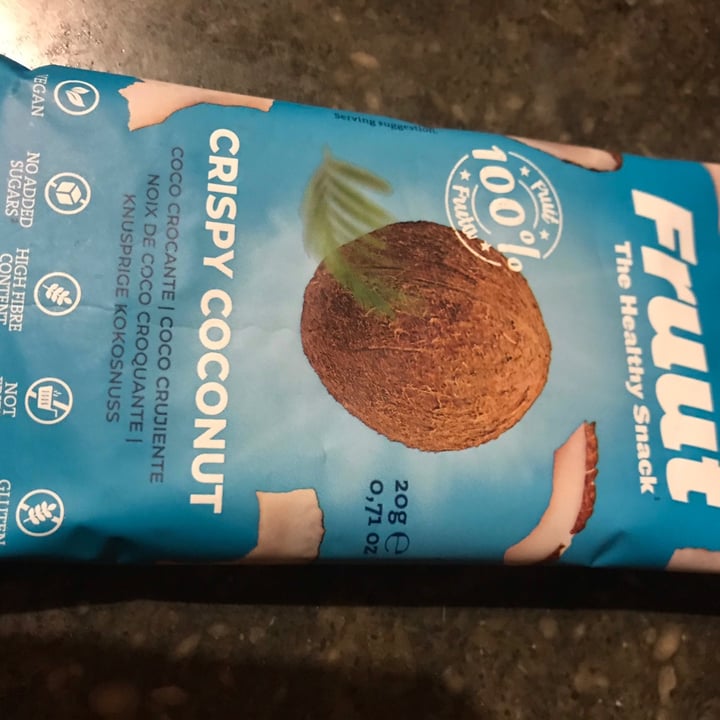 Fruut
The Healthy Snack
Fruit
100%
Fruta
Serving suggestion
20g e
0,71 oz
CRISPY COCONUT
COCO CROCANTE | COCO CRUJIENTE
NOIX DE COCO CROQUANTE |
KNUSPRIGE KOKOSNUSS
VEGAN
NO ADDED
SUGARS
HIGH FIBRE
CONTENT
NOT
GLUTEN